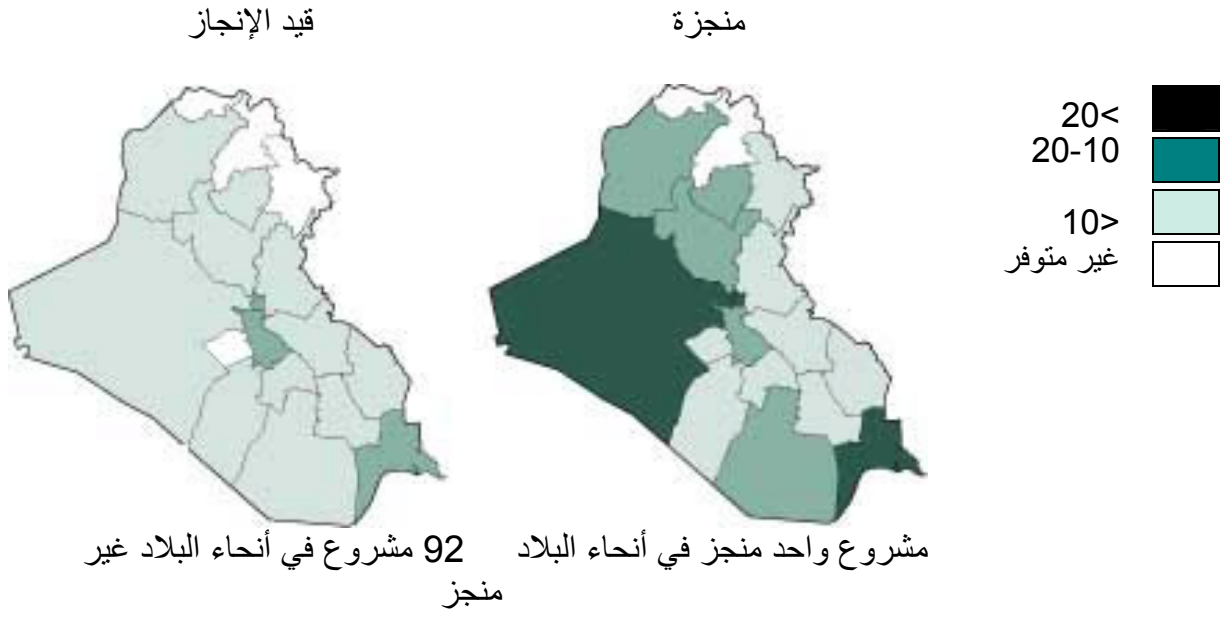 منجزة
قيد الإنجاز
20<
20-10
10>
غير متوفر
مشروع واحد منجز في أنحاء البلاد
92 مشروع في أنحاء البلاد غير
منجز